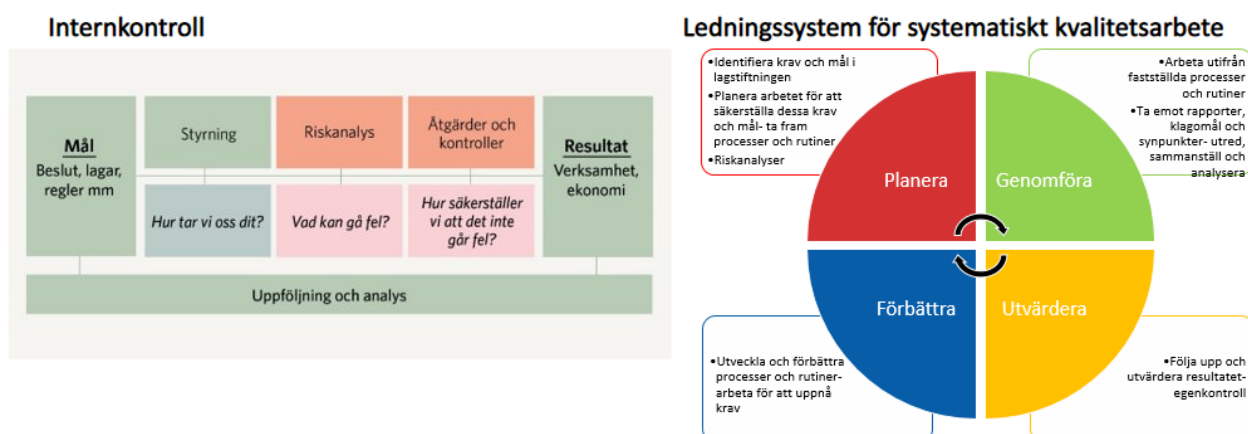 Internkontroll
Mål
Beslut, lagar,
regler mm
Styrning
Hur tar vi oss dit?
Riskanalys
Vad kan gå fel?
Åtgärder och
kontroller
Hur säkerställer
vi att det inte
går fel?
Resultat
Verksamhet,
ekonomi
Uppföljning och analys
Ledningssystem för systematiskt kvalitetsarbete
•Identifiera krav och mål i
lagstiftningen
•Planera arbetet för att
säkerställa dessa krav
och mål- ta fram
processer och rutiner
•Riskanalyser
Planera
Genomföra
•Arbeta utifrån
fastställda processer
och rutiner
•Ta emot rapporter,
klagomål och
synpunkter- utred,
sammanställ och
analysera
Förbättra
Utvärdera
•Utveckla och förbättra
processer och rutiner-
arbeta för att uppnå
krav
•Följa upp och
utvärdera resultatet-
egenkontroll